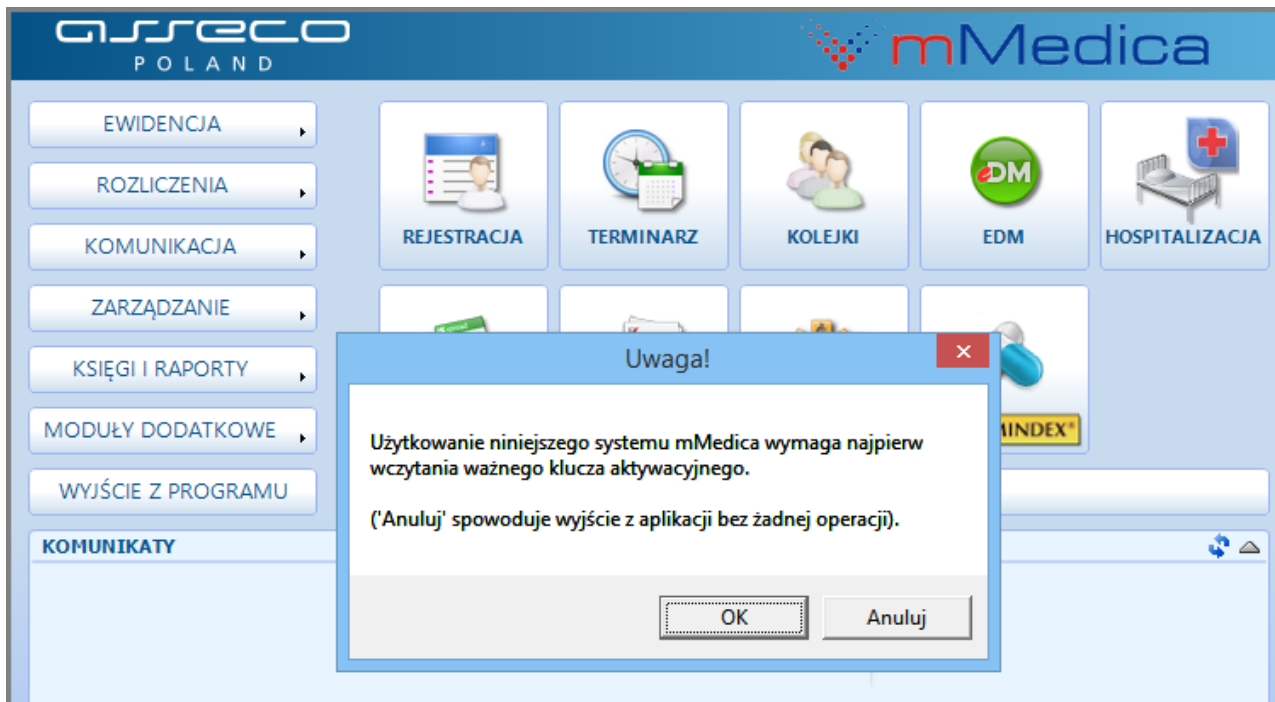 asseco
POLAND
mMedica
EWIDENCJA
ROZLICZENIA
KOMUNIKACJA
ZARZĄDZANIE
KSIĘGI I RAPORTY
MODUŁY DODATKOWE
WYJŚCIE Z PROGRAMU
REJESTRACJA
TERMINARZ
KOLEJKI
eDM
EDM
HOSPITALIZACJA
Uwaga!
Użytkowanie niniejszego systemu mMedica wymaga najpierw
wczytania ważnego klucza aktywacyjnego.
('Anuluj' spowoduje wyjście z aplikacji bez żadnej operacji).
OK
Anuluj
KOMUNIKATY